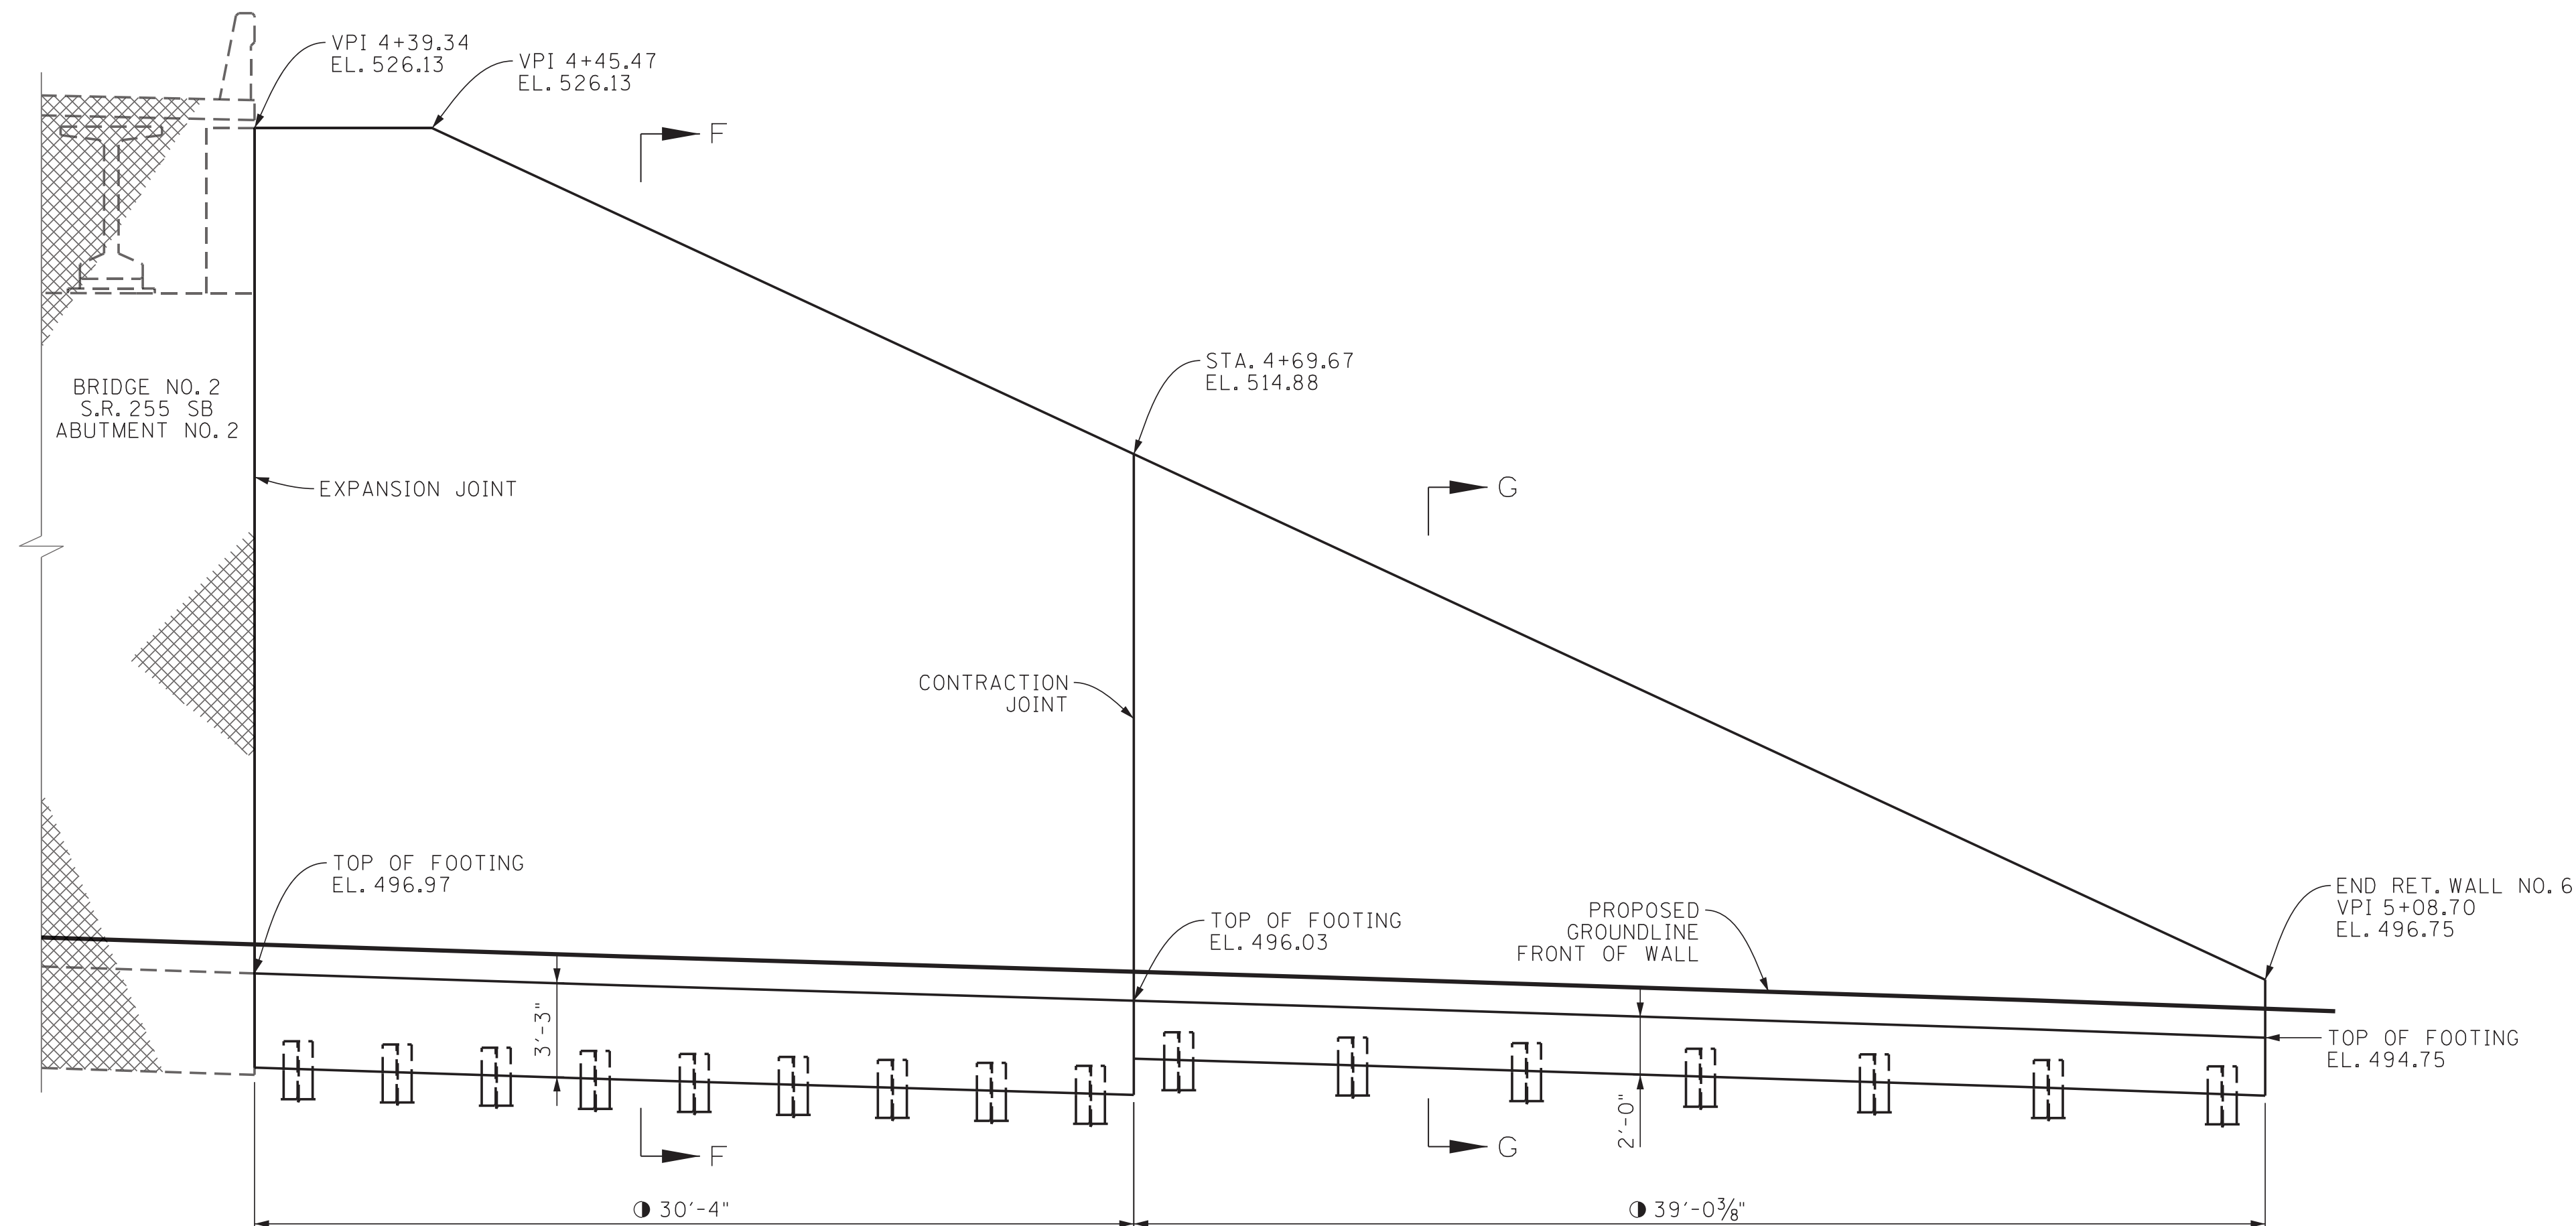 VPI 4+39.34
EL. 526.13
VPI 4+45.47
EL. 526.13
F
STA. 4+69.67
EL. 514.88
BRIDGE NO. 2
S.R. 255 SB
ABUTMENT NO. 2
EXPANSION JOINT
G
CONTRACTION
JOINT
TOP OF FOOTING
EL. 496.97
TOP OF FOOTING
EL. 496.03
PROPOSED
GROUNDLINE
FRONT OF WALL
END RET. WALL NO. 6
VPI 5+08.70
EL. 496.75
TOP OF FOOTING
EL. 494.75
3'-3"
2'-0"
F
G
◑ 30'-4"
◑ 39'-0⅜"